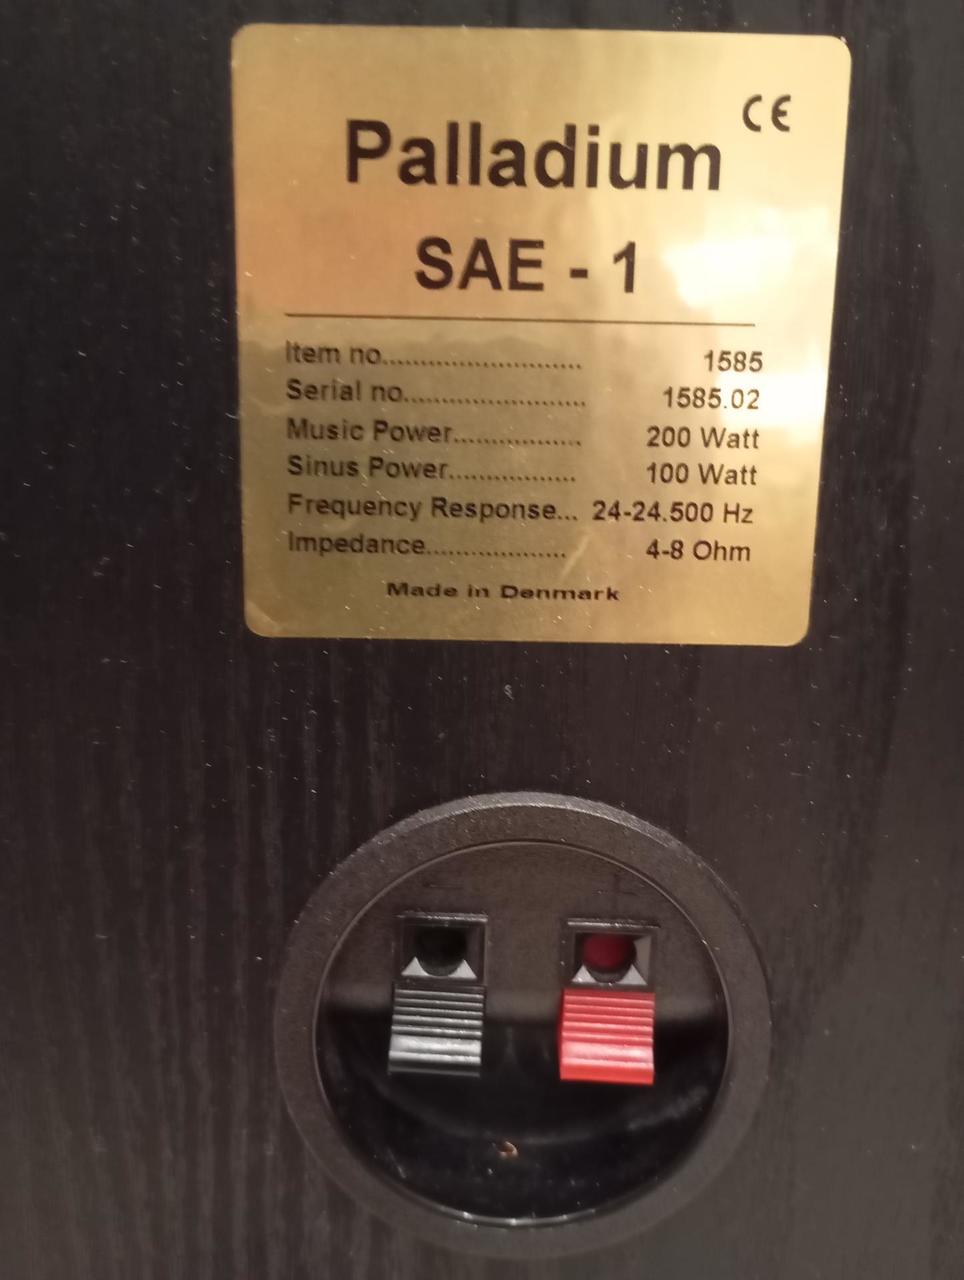 CE
Palladium
SAE - 1
Item no.......................... 1585
Serial no........................ 1585.02
Music Power................. 200 Watt
Sinus Power................. 100 Watt
Frequency Response... 24-24.500 Hz
Impedance................... 4-8 Ohm
Made in Denmark
- +